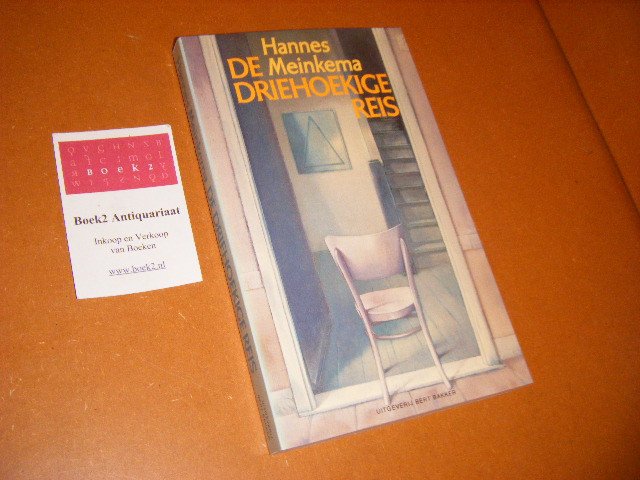 Hannes
DE Meinkema
DRIEHOEKIGE
REIS
UITGEVERIJ BERT BAKKER
Boek2
Boek2 Antiquariaat
Inkoop en Verkoop
van Boeken
www.boek2.nl